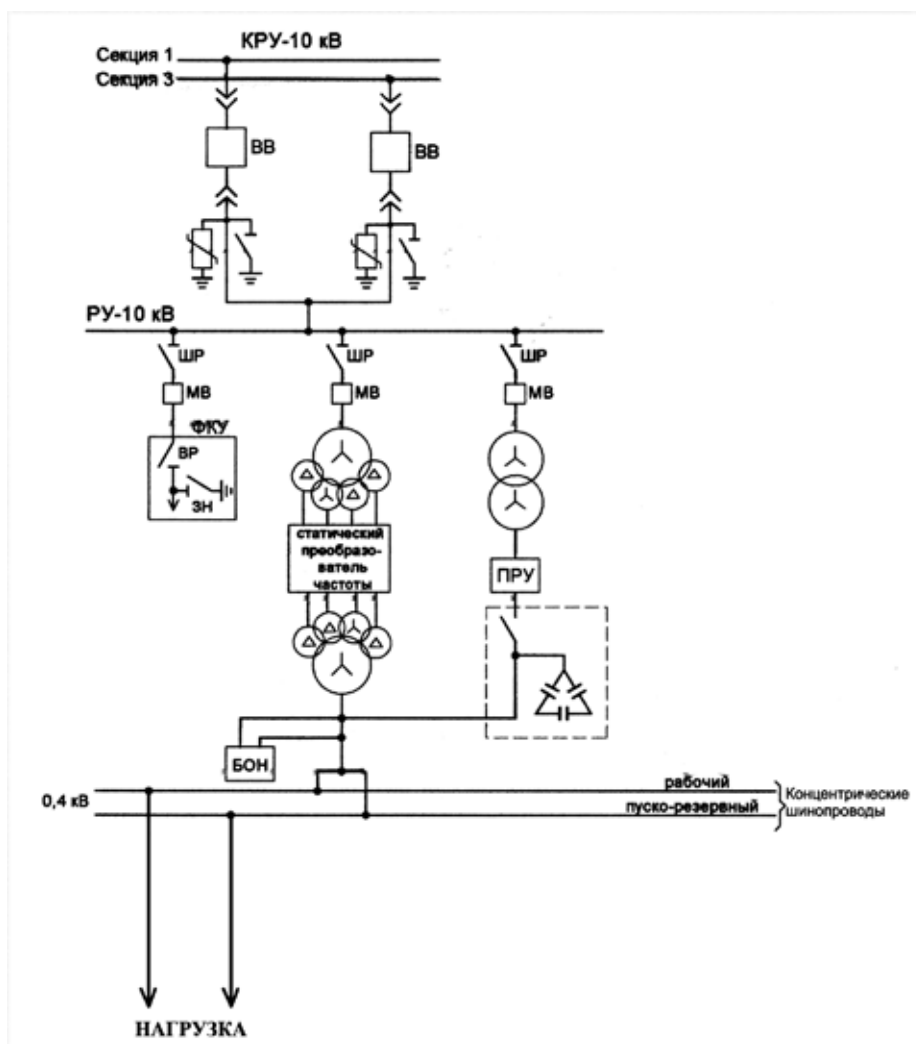 КРУ-10 кВ
Секция 1
Секция 3
ВВ
ВВ
РУ-10 кВ
ШР
ШР
ШР
МВ
МВ
МВ
ФКУ
ВР
ЗН
статический
преобразо-
ватель
частоты
ПРУ
БОН
0,4 кВ
рабочий
пуско-резервный
Концентрические
шинопроводы
НАГРУЗКА